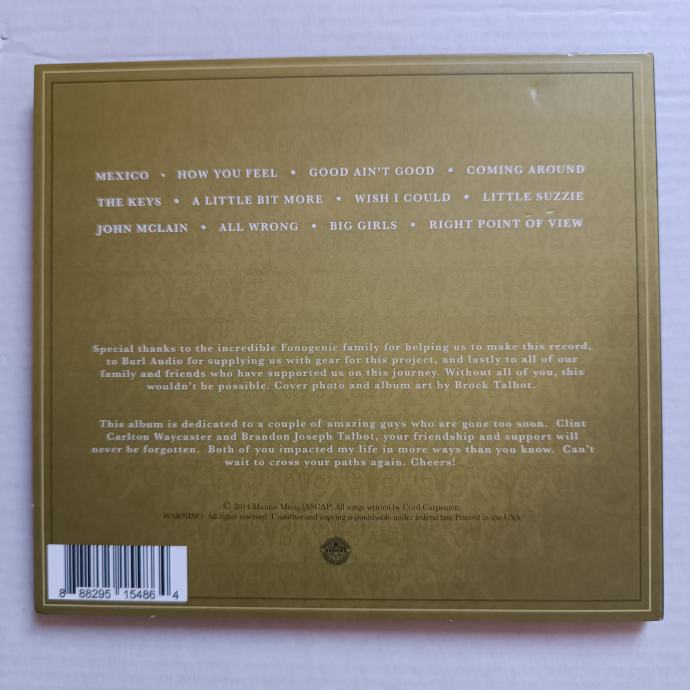 MEXICO • HOW YOU FEEL • GOOD AIN'T GOOD • COMING AROUND
THE KEYS • A LITTLE BIT MORE • WISH I COULD • LITTLE SUZZIE
JOHN MCLAIN • ALL WRONG • BIG GIRLS • RIGHT POINT OF VIEW
Special thanks to the incredible Fonogenic family for helping us to make this record,
to Burl Audio for supplying us with gear for this project, and lastly to all of our
family and friends who have supported us on this journey. Without all of you, this
wouldn't be possible. Cover photo and album art by Brock Talbot.
This album is dedicated to a couple of amazing guys who are gone too soon. Clint
Carlton Waycaster and Brandon Joseph Talbot, your friendship and support will
never be forgotten. Both of you impacted my life in more ways than you know. Can't
wait to cross your paths again. Cheers!
© 2014 Music (ASCAP) All songs written by Cord Carpenter.
WARNING: All rights reserved. Unauthor and copying is punishable under federal law. Printed in the USA
8 88295 15486 4